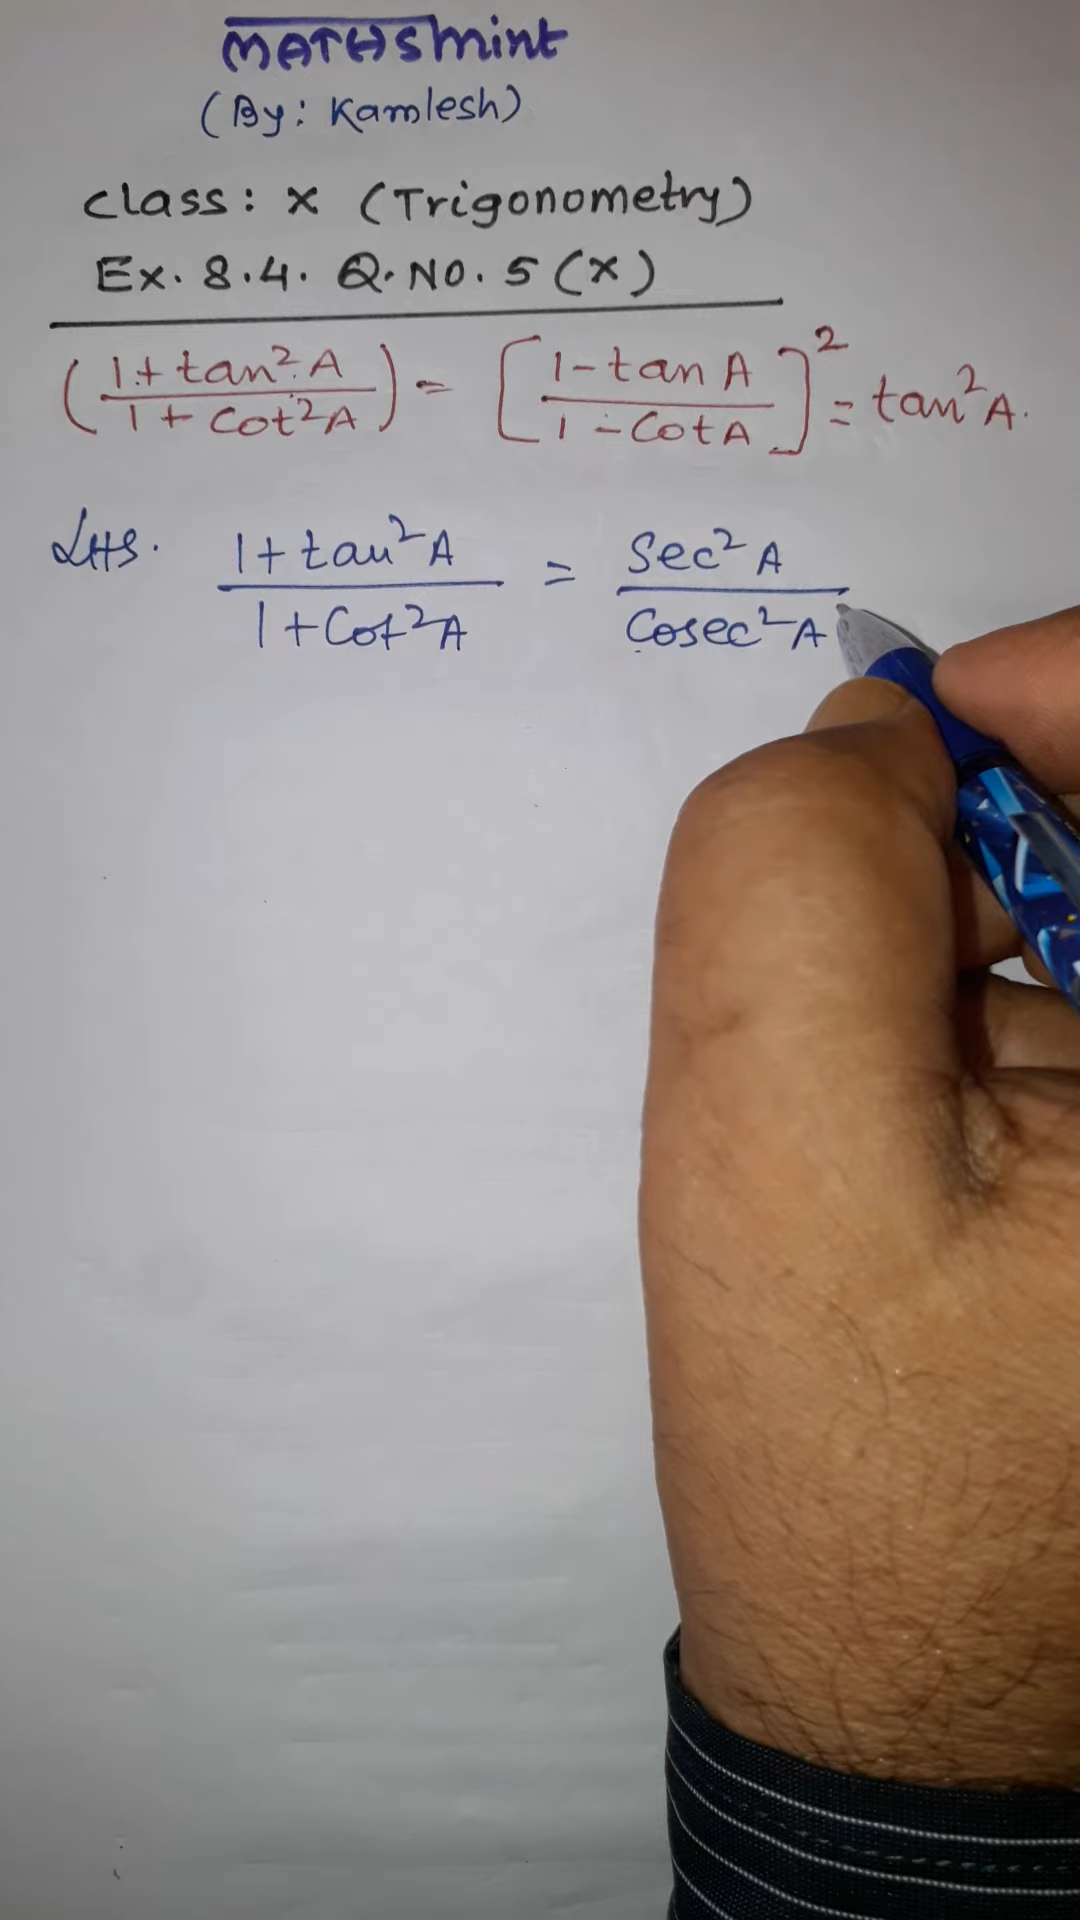 MATHSmint
(By: Kamlesh)
Class: X (Trigonometry)
Ex. 8.4. Q. NO. 5 (X)
(1+tan²A / 1+Cot²A) = [1-tan A / 1-Cot A]² = tan²A.
LHS. 1+tan²A / 1+Cot²A = Sec²A / Cosec²A